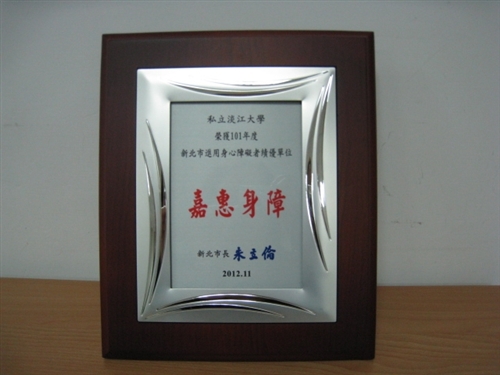 私立淡江大學
榮獲101年度
新北市進用身心障礙者績優單位
嘉惠身障
新北市長 朱立倫
2012.11